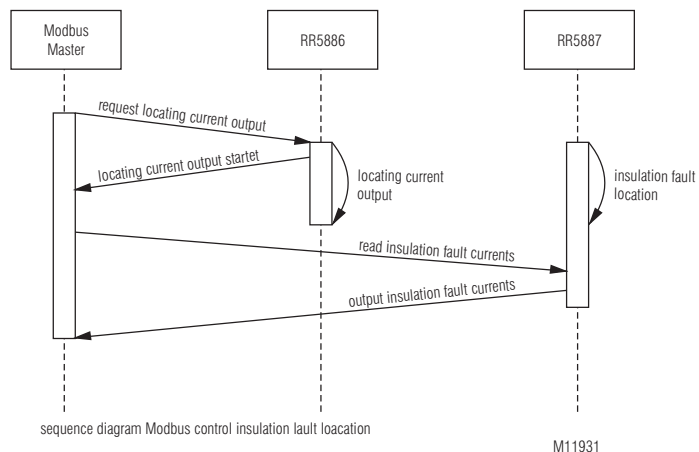 Modbus
Master
RR5886
RR5887
request locating current output
locating current output startet
locating current
output
insulation fault
location
read insulation fault currents
output insulation fault currents
sequence diagram Modbus control insulation lault loacation
M11931